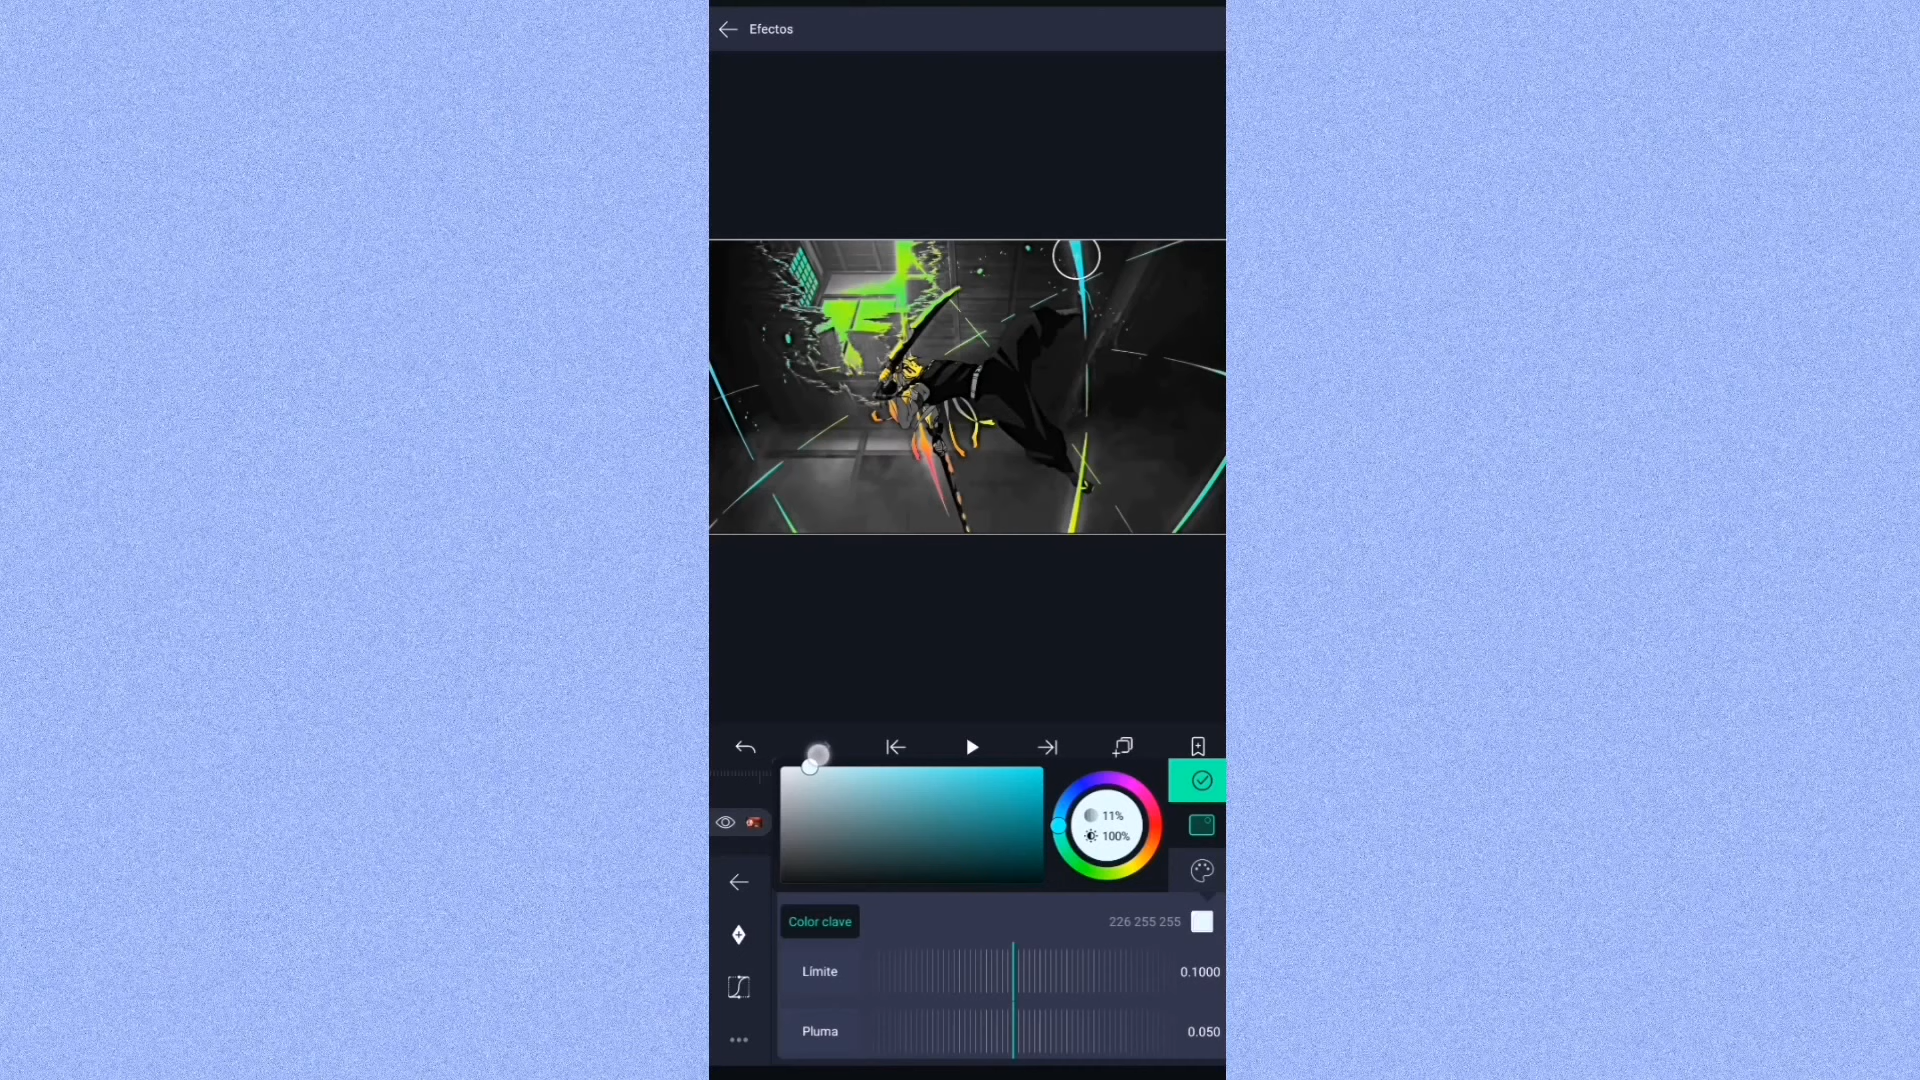 Efectos
11%
100%
Color clave
226 255 255
Límite
0.1000
Pluma
0.050